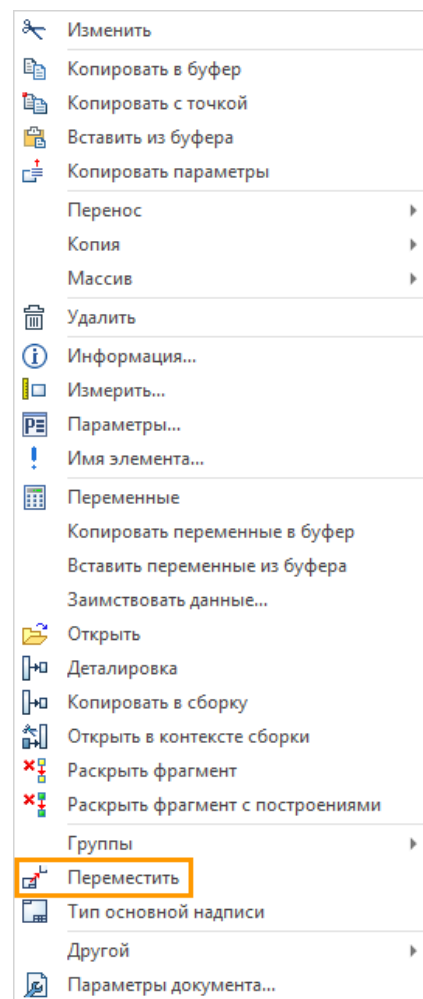 Изменить
Копировать в буфер
Копировать с точкой
Вставить из буфера
Копировать параметры
Перенос
Копия
Массив
Удалить
Информация...
Измерить...
Параметры...
Имя элемента...
Переменные
Копировать переменные в буфер
Вставить переменные из буфера
Заимствовать данные...
Открыть
Деталировка
Копировать в сборку
Открыть в контексте сборки
Раскрыть фрагмент
Раскрыть фрагмент с построениями
Группы
Переместить
Тип основной надписи
Другой
Параметры документа...